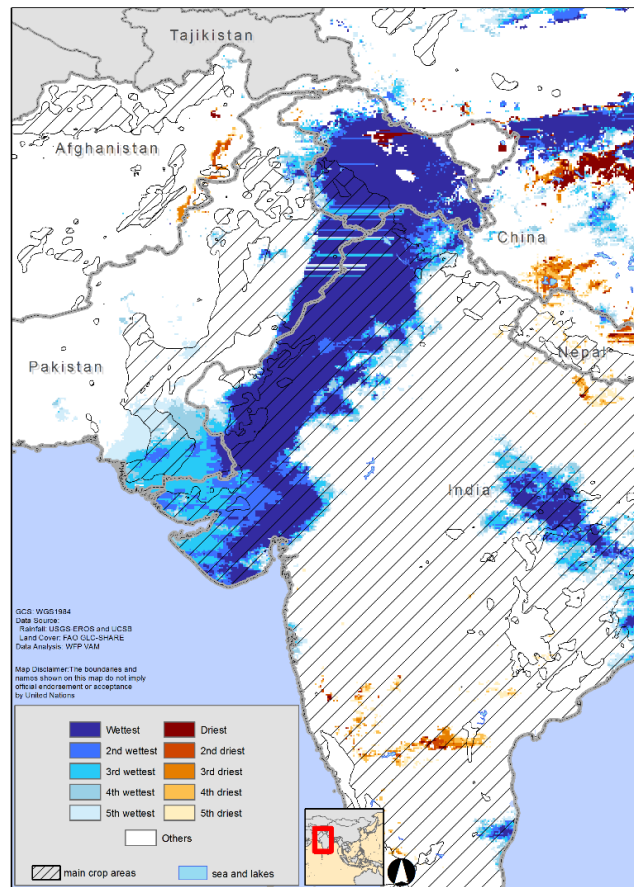 Tajikistan
Afghanistan
China
Nepal
Pakistan
India
GCS: WGS1984
Data Source:
Rainfall: USGS-EROS and UCSB
Land Cover: FAO GLC-SHARE
Data Analysis: WFP VAM
Map Disclaimer:The boundaries and
names shown on this map do not imply
official endorsement or acceptance
by United Nations
Wettest
Driest
2nd wettest
2nd driest
3rd wettest
3rd driest
4th wettest
4th driest
5th wettest
5th driest
Others
main crop areas
sea and lakes